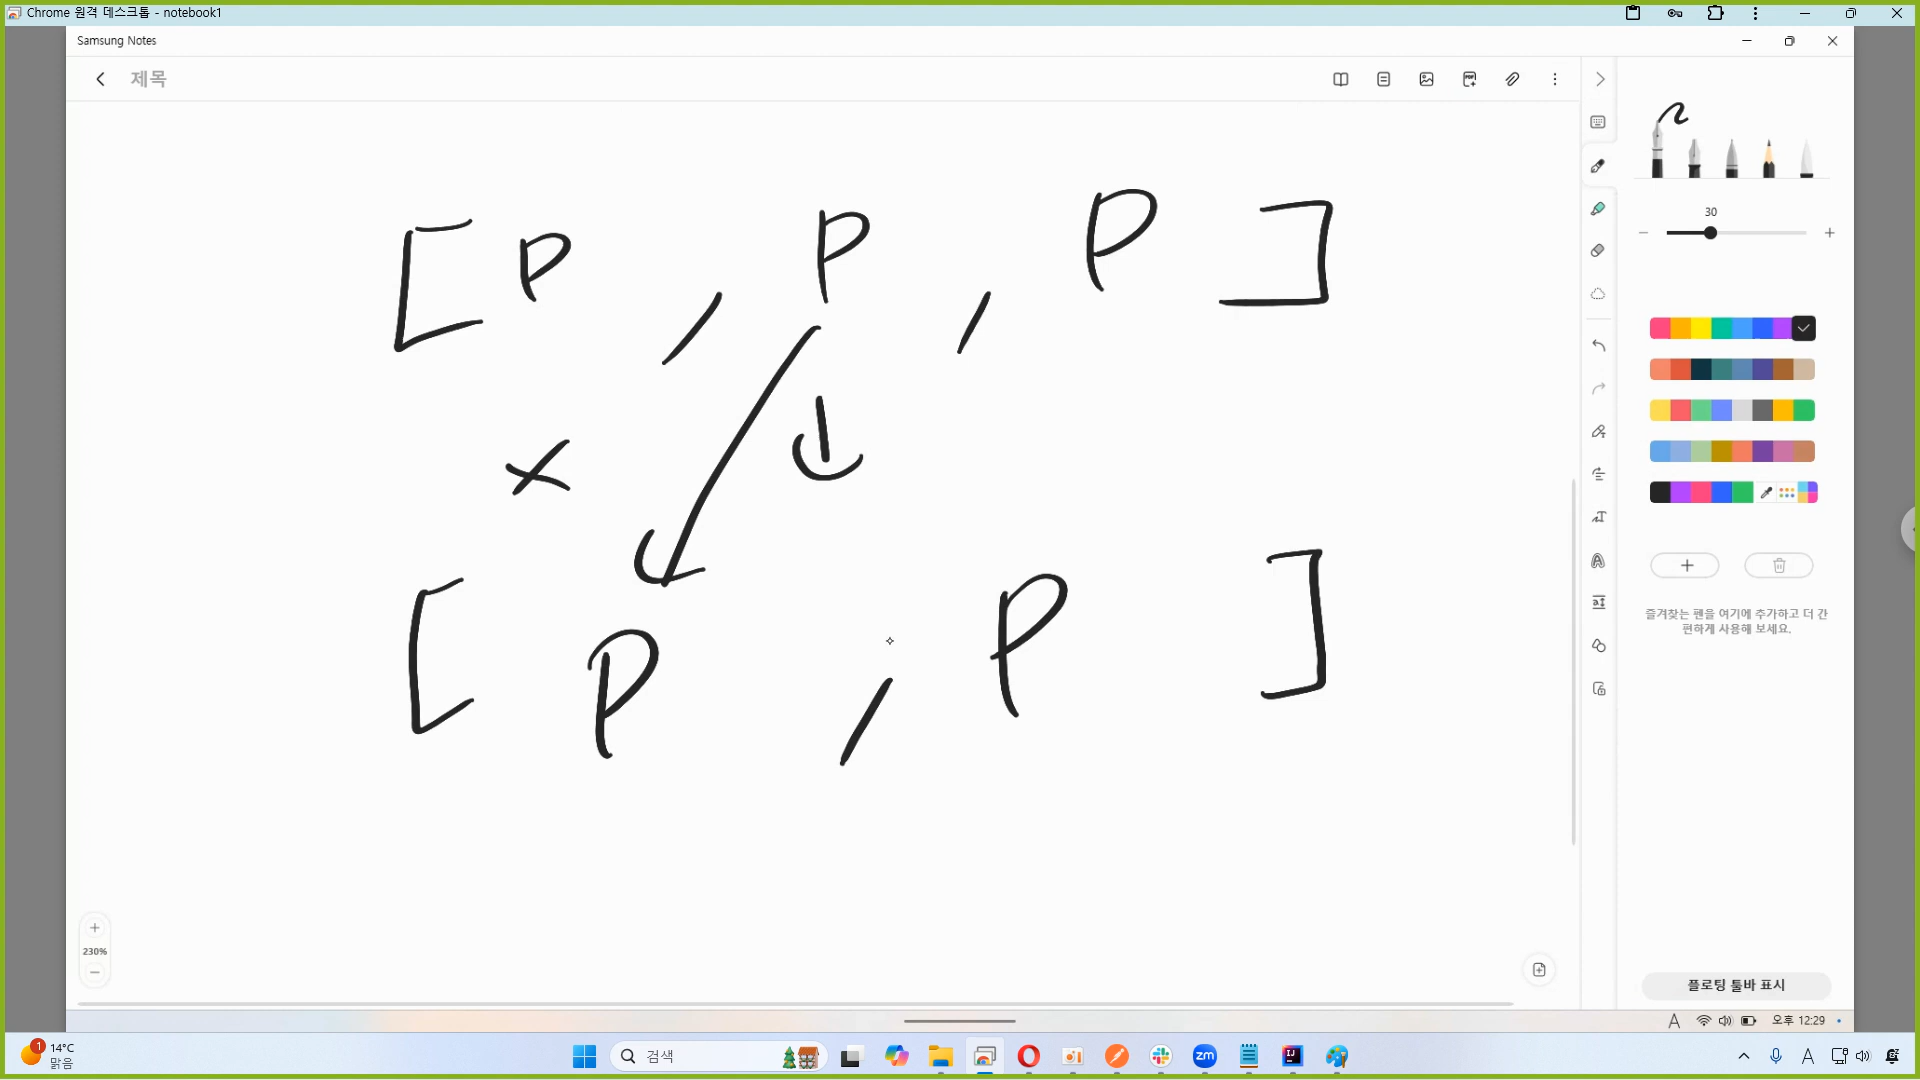 Chrome 원격 데스크톱 - notebook1
Samsung Notes
제목
[ P , P , P ]
30
[ P , P ]
즐겨찾는 펜을 여기에 추가하고 더 간
편하게 사용해 보세요.
230%
플로팅 툴바 표시
A 오후 12:29
1 14°C
맑음
검색
zm
A